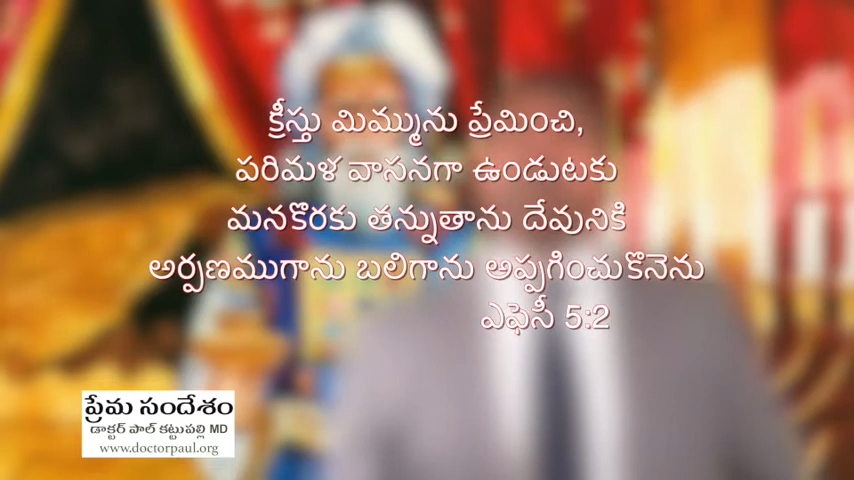 క్రీస్తు మిమ్మును ప్రేమించి,
పరిమళ వాసనగా ఉండుటకు
మనకొరకు తన్నుతాను దేవునికి
అర్పణముగాను బలిగాను అప్పగించుకొనెను
ఎఫెసీ 5:2
ప్రేమ సందేశం
డాక్టర్ పాల్ కట్టుపల్లి MD
www.doctorpaul.org